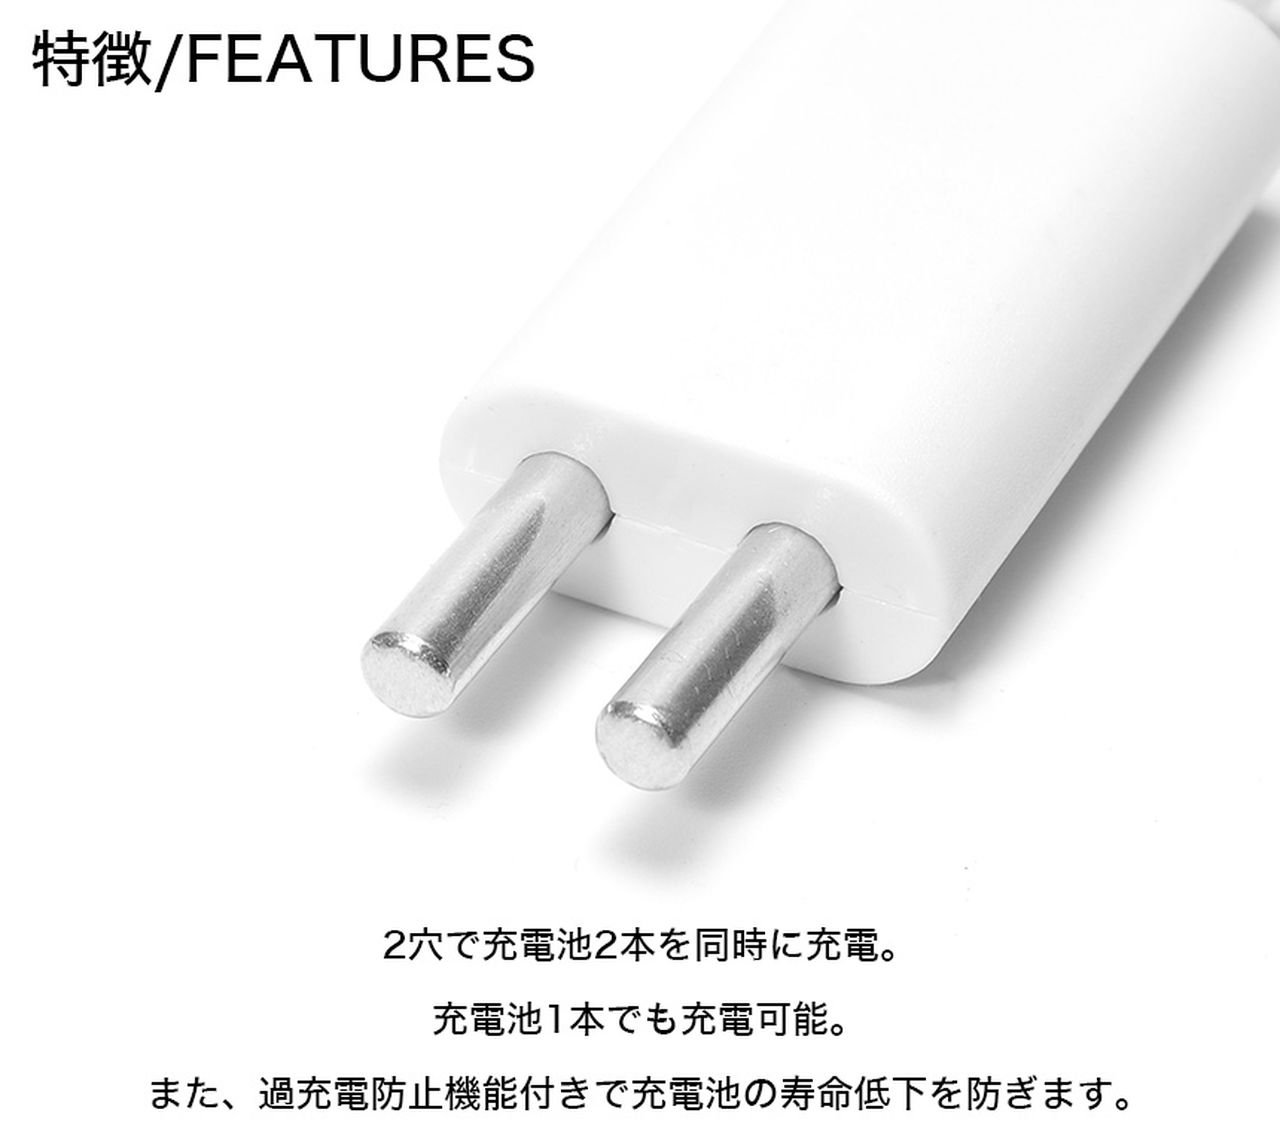 特徴/FEATURES
2穴で充電池2本を同時に充電。
充電池1本でも充電可能。
また、過充電防止機能付きで充電池の寿命低下を防ぎます。